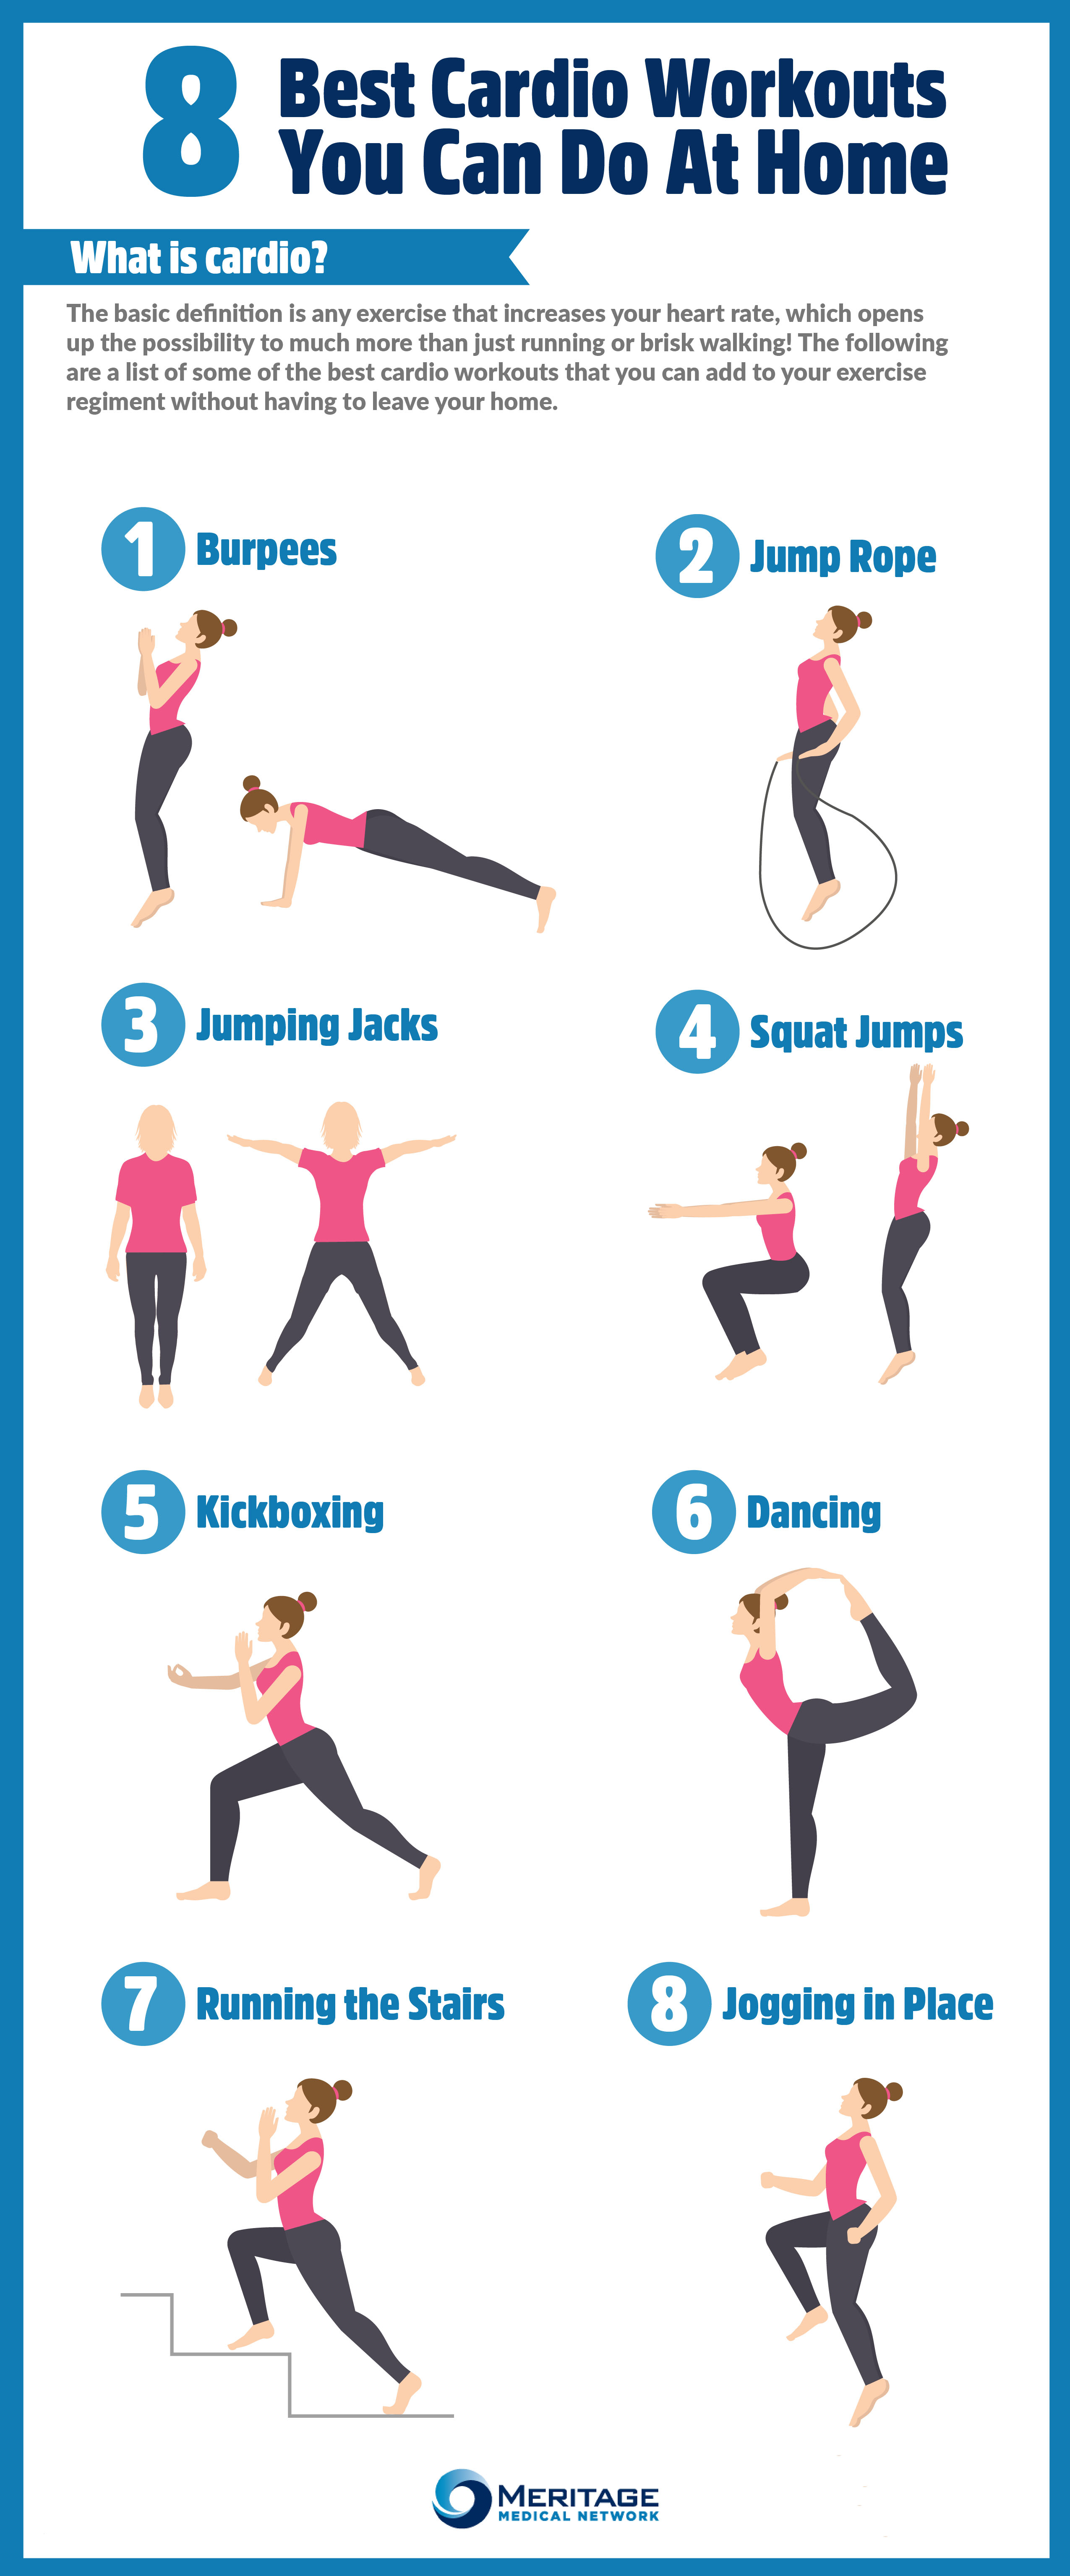 8 Best Cardio Workouts
You Can Do At Home
What is cardio?
The basic definition is any exercise that increases your heart rate, which opens
up the possibility to much more than just running or brisk walking! The following
are a list of some of the best cardio workouts that you can add to your exercise
regiment without having to leave your home.
1 Burpees
2 Jump Rope
3 Jumping Jacks
4 Squat Jumps
5 Kickboxing
6 Dancing
7 Running the Stairs
8 Jogging in Place
MERITAGE
MEDICAL NETWORK